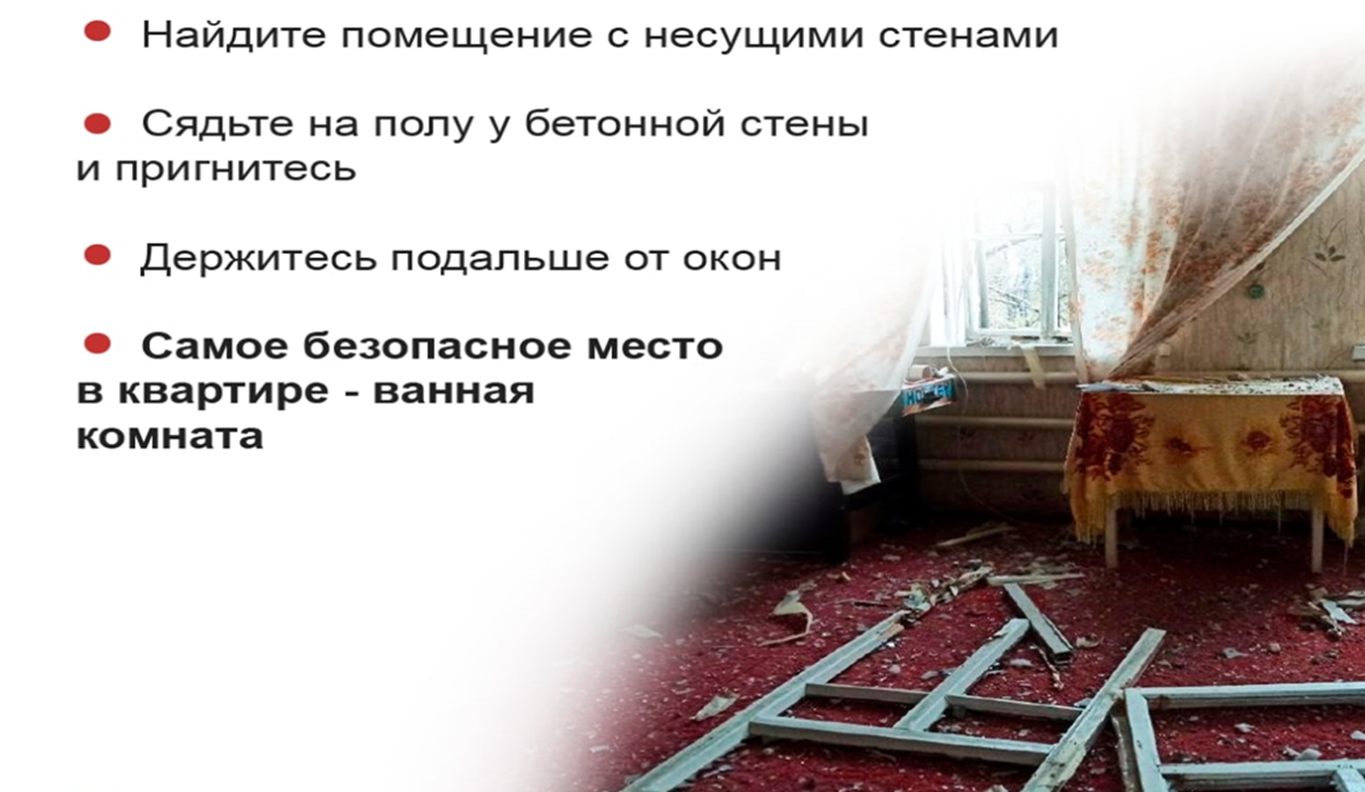 • Найдите помещение с несущими стенами
• Сядьте на полу у бетонной стены
и пригнитесь
• Держитесь подальше от окон
• Самое безопасное место
в квартире - ванная
комната